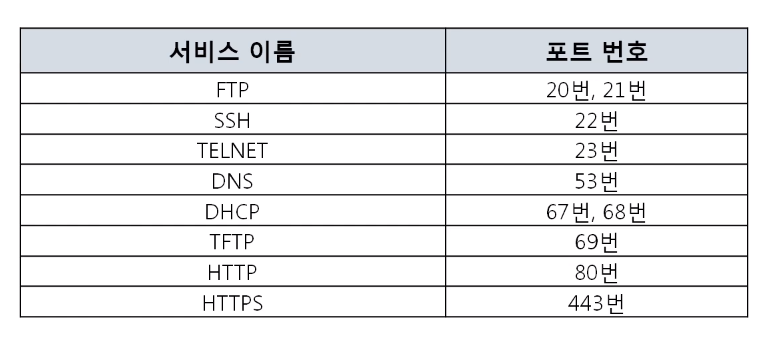 서비스 이름 포트 번호
FTP 20번, 21번
SSH 22번
TELNET 23번
DNS 53번
DHCP 67번, 68번
TFTP 69번
HTTP 80번
HTTPS 443번